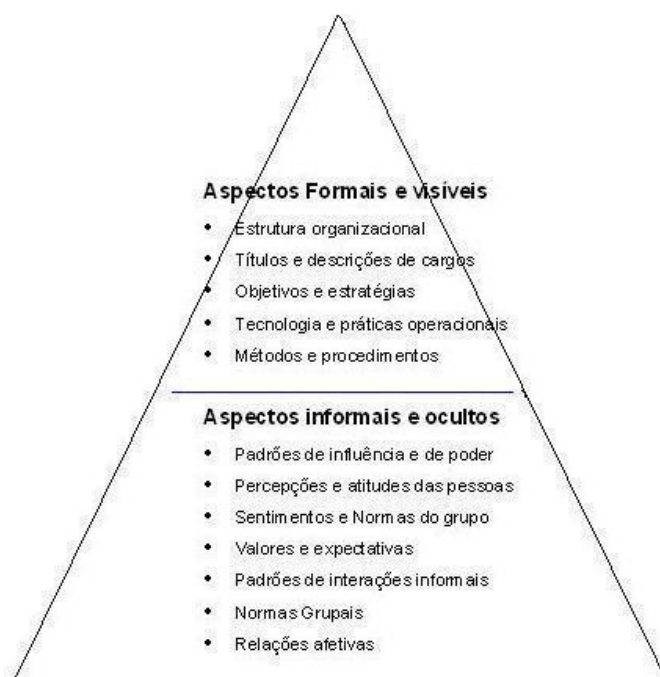 Aspectos Formais e visíveis
• Estrutura organizacional
• Títulos e descrições de cargos
• Objetivos e estratégias
• Tecnologia e práticas operacionais
• Métodos e procedimentos
Aspectos informais e ocultos
• Padrões de influência e de poder
• Percepções e atitudes das pessoas
• Sentimentos e Normas do grupo
• Valores e expectativas
• Padrões de interações informais
• Normas Grupais
• Relações afetivas